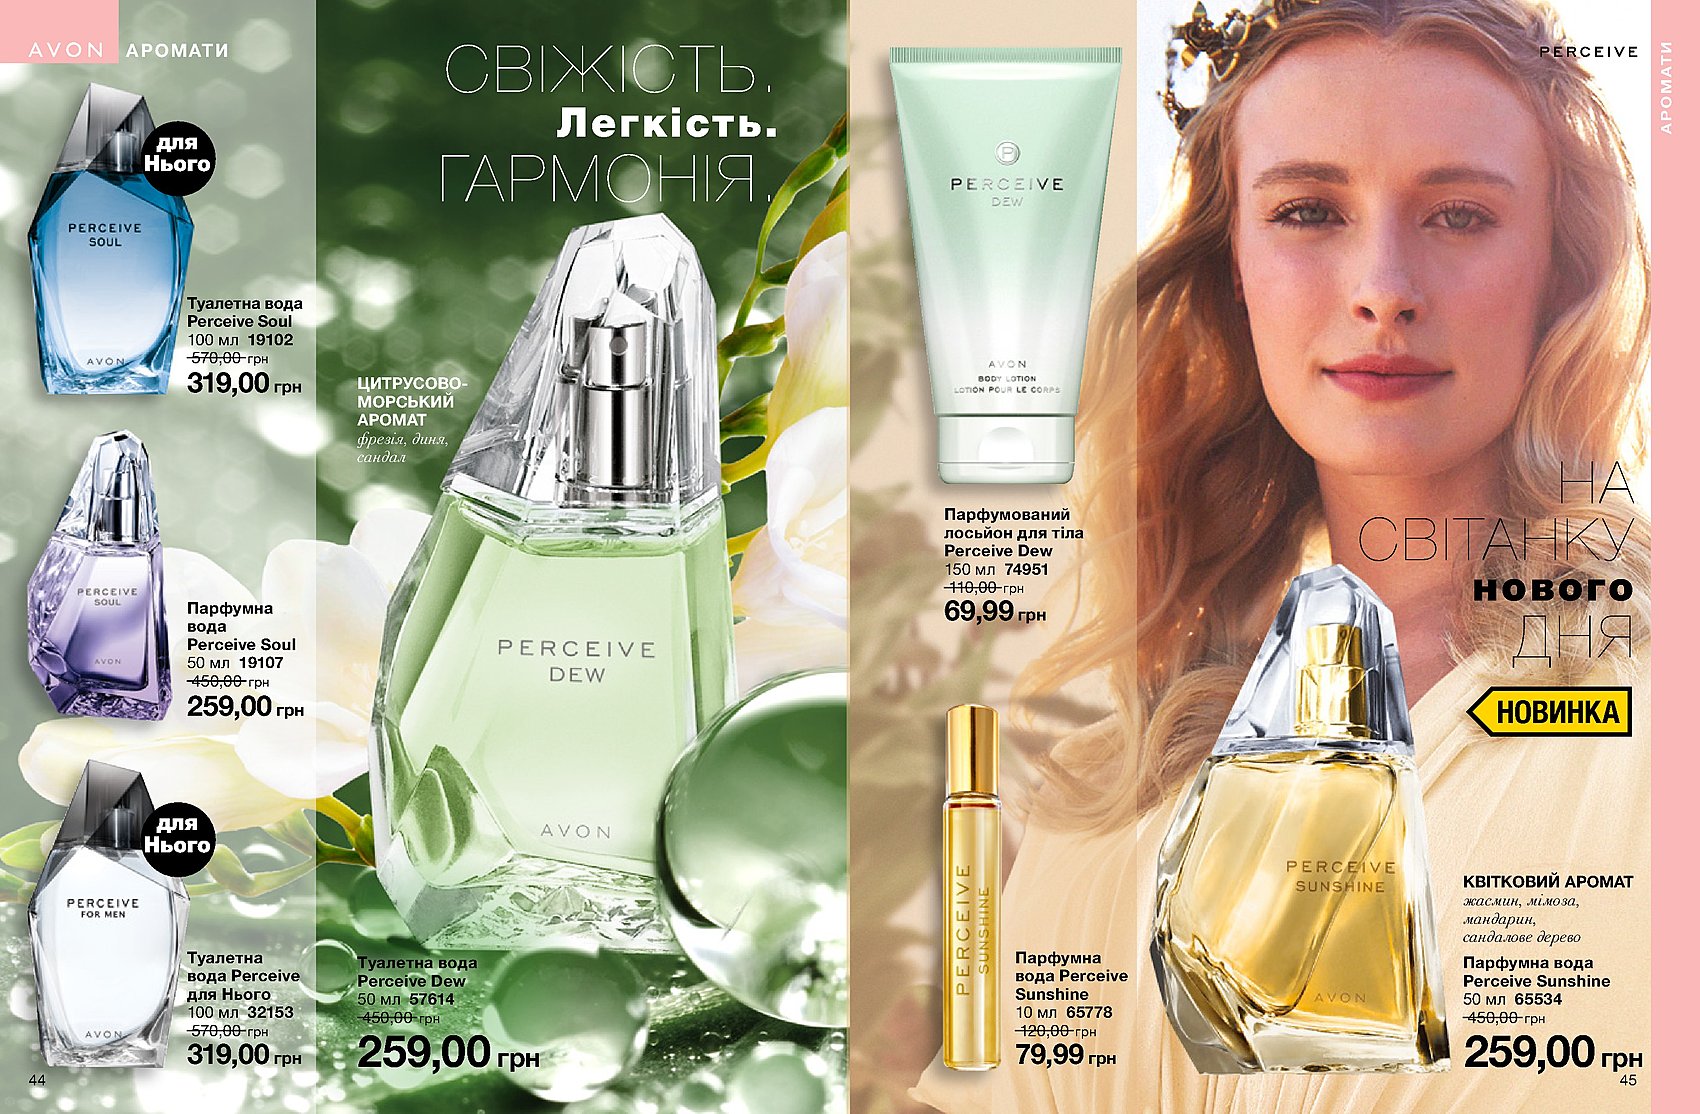 AVON АРОМАТИ
для
Нього
PERCEIVE
SOUL
AVON
Туалетна вода
Perceive Soul
100 мл 19102
570,00 грн
319,00 грн
PERCEIVE
SOUL
AVON
Парфумна
вода
Perceive Soul
50 мл 19107
450,00 грн
259,00 грн
для
Нього
PERCEIVE
FOR MEN
AVON
Туалетна
вода Perceive
для Нього
100 мл 32153
570,00 грн
319,00 грн
44
СВІЖІСТЬ.
Легкість.
ГАРМОНІЯ.
ЦИТРУСОВО-
МОРСЬКИЙ
АРОМАТ
фрезія, диня,
сандал
PERCEIVE
DEW
AVON
Туалетна вода
Perceive Dew
50 мл 57614
450,00 грн
259,00 грн
P
PERCEIVE
DEW
AVON
BODY LOTION
LOTION POUR LE CORPS
Парфумований
лосьйон для тіла
Perceive Dew
150 мл 74951
110,00 грн
69,99 грн
PERCEIVE
SUNSHINE
Парфумна
вода Perceive
Sunshine
10 мл 65778
120,00 грн
79,99 грн
PERCEIVE
АРОМАТИ
НА
СВІТАНКУ
нового
ДНЯ
НОВИНКА
PERCEIVE
SUNSHINE
AVON
КВІТКОВИЙ АРОМАТ
жасмин, мімоза,
мандарин,
сандалове дерево
Парфумна вода
Perceive Sunshine
50 мл 65534
450,00 грн
259,00 грн
45